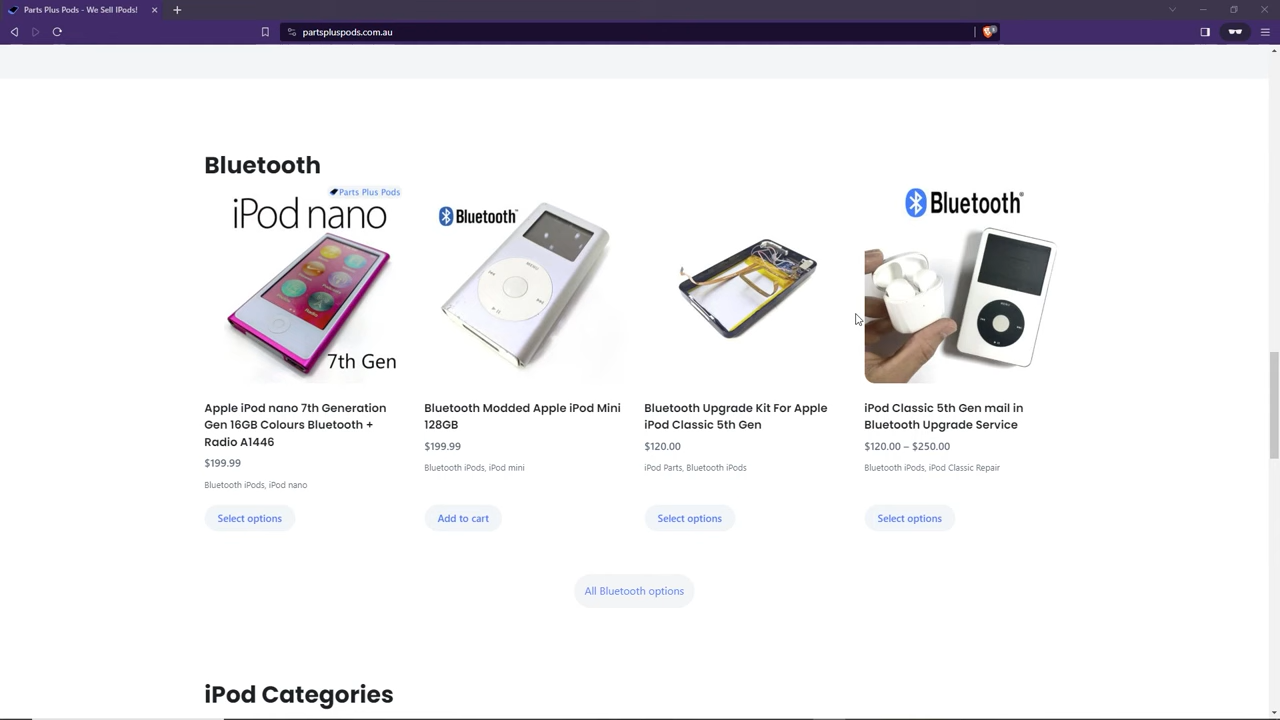 Parts Plus Pods - We Sell IPods!
partspluspods.com.au
Bluetooth
Parts Plus Pods
iPod nano
7th Gen
Bluetooth™
MENU
Bluetooth®
MENU
Apple iPod nano 7th Generation
Gen 16GB Colours Bluetooth +
Radio A1446
$199.99
Bluetooth iPods, iPod nano
Select options
Bluetooth Modded Apple iPod Mini
128GB
$199.99
Bluetooth iPods, iPod mini
Add to cart
Bluetooth Upgrade Kit For Apple
iPod Classic 5th Gen
$120.00
iPod Parts, Bluetooth iPods
Select options
iPod Classic 5th Gen mail in
Bluetooth Upgrade Service
$120.00 – $250.00
Bluetooth iPods, iPod Classic Repair
Select options
All Bluetooth options
iPod Categories